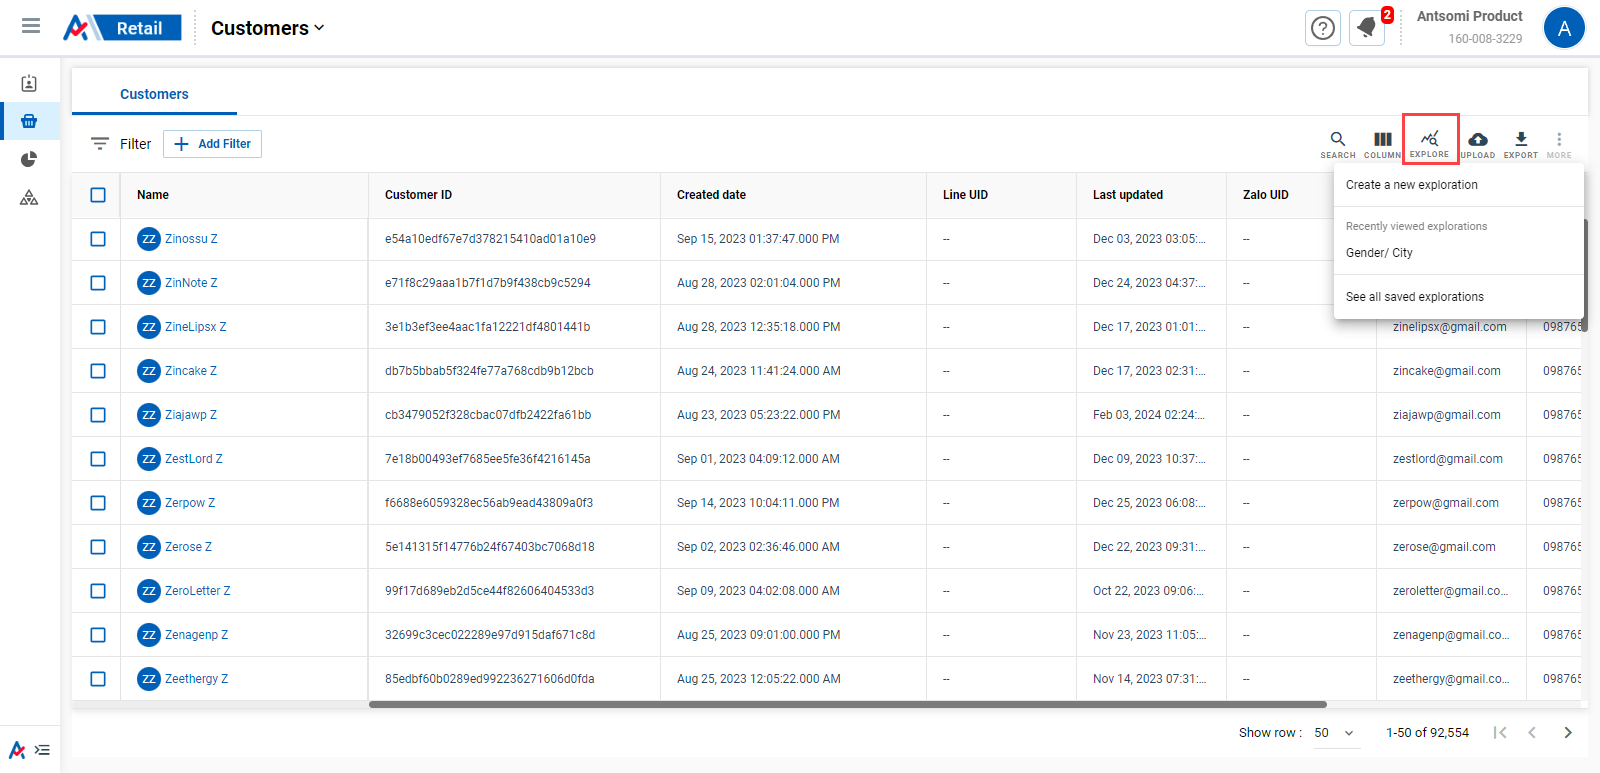 Retail
Customers
2
Antsomi Product
160-008-3229
A
Customers
Filter
Add Filter
SEARCH
COLUMN
EXPLORE
UPLOAD
EXPORT
MORE
Create a new exploration
Recently viewed explorations
Gender/ City
See all saved explorations
Name Customer ID Created date Line UID Last updated Zalo UID
ZZ Zinossu Z e54a10edf67e7d378215410ad01a10e9 Sep 15, 2023 01:37:47.000 PM -- Dec 03, 2023 03:05:... --
ZZ ZinNote Z e71f8c29aaa1b7f1d7b9f438cb9c5294 Aug 28, 2023 02:01:04.000 PM -- Dec 24, 2023 04:37:... --
ZZ ZineLipsx Z 3e1b3ef3ee4aac1fa12221df4801441b Aug 28, 2023 12:35:18.000 PM -- Dec 17, 2023 01:01:... -- zinelipsx@gmail.com 098765
ZZ Zincake Z db7b5bbab5f324fe77a768cdb9b12bcb Aug 24, 2023 11:41:24.000 AM -- Dec 17, 2023 02:31:... -- zincake@gmail.com 098765
ZZ Ziajawp Z cb3479052f328cbac07dfb2422fa61bb Aug 23, 2023 05:23:22.000 PM -- Feb 03, 2024 02:24:... -- ziajawp@gmail.com 098765
ZZ ZestLord Z 7e18b00493ef7685ee5fe36f4216145a Sep 01, 2023 04:09:12.000 AM -- Dec 09, 2023 10:37:... -- zestlord@gmail.com 098765
ZZ Zerpow Z f6688e6059328ec56ab9ead43809a0f3 Sep 14, 2023 10:04:11.000 PM -- Dec 25, 2023 06:08:... -- zerpow@gmail.com 098765
ZZ Zerose Z 5e141315f14776b24f67403bc7068d18 Sep 02, 2023 02:36:46.000 AM -- Dec 22, 2023 09:31:... -- zerose@gmail.com 098765
ZZ ZeroLetter Z 99f17d689eb2d5ce44f82606404533d3 Sep 09, 2023 04:02:08.000 AM -- Oct 22, 2023 09:06:... -- zeroletter@gmail.co... 098765
ZZ Zenagenp Z 32699c3cec022289e97d915daf671c8d Aug 25, 2023 09:01:00.000 PM -- Nov 23, 2023 11:05:... -- zenagenp@gmail.co... 098765
ZZ Zeethergy Z 85edbf60b0289ed992236271606d0fda Aug 25, 2023 12:05:22.000 AM -- Nov 14, 2023 07:31:... -- zeethergy@gmail.co... 098765
Show row : 50 1-50 of 92,554